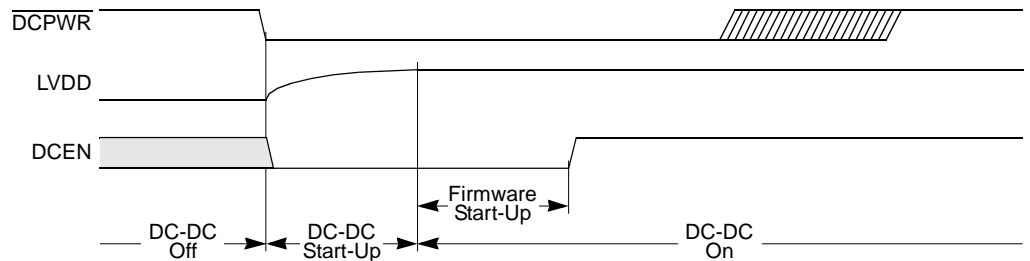 DCPWR
LVDD
DCEN
Firmware
Start-Up
DC-DC
Off
DC-DC
Start-Up
DC-DC
On